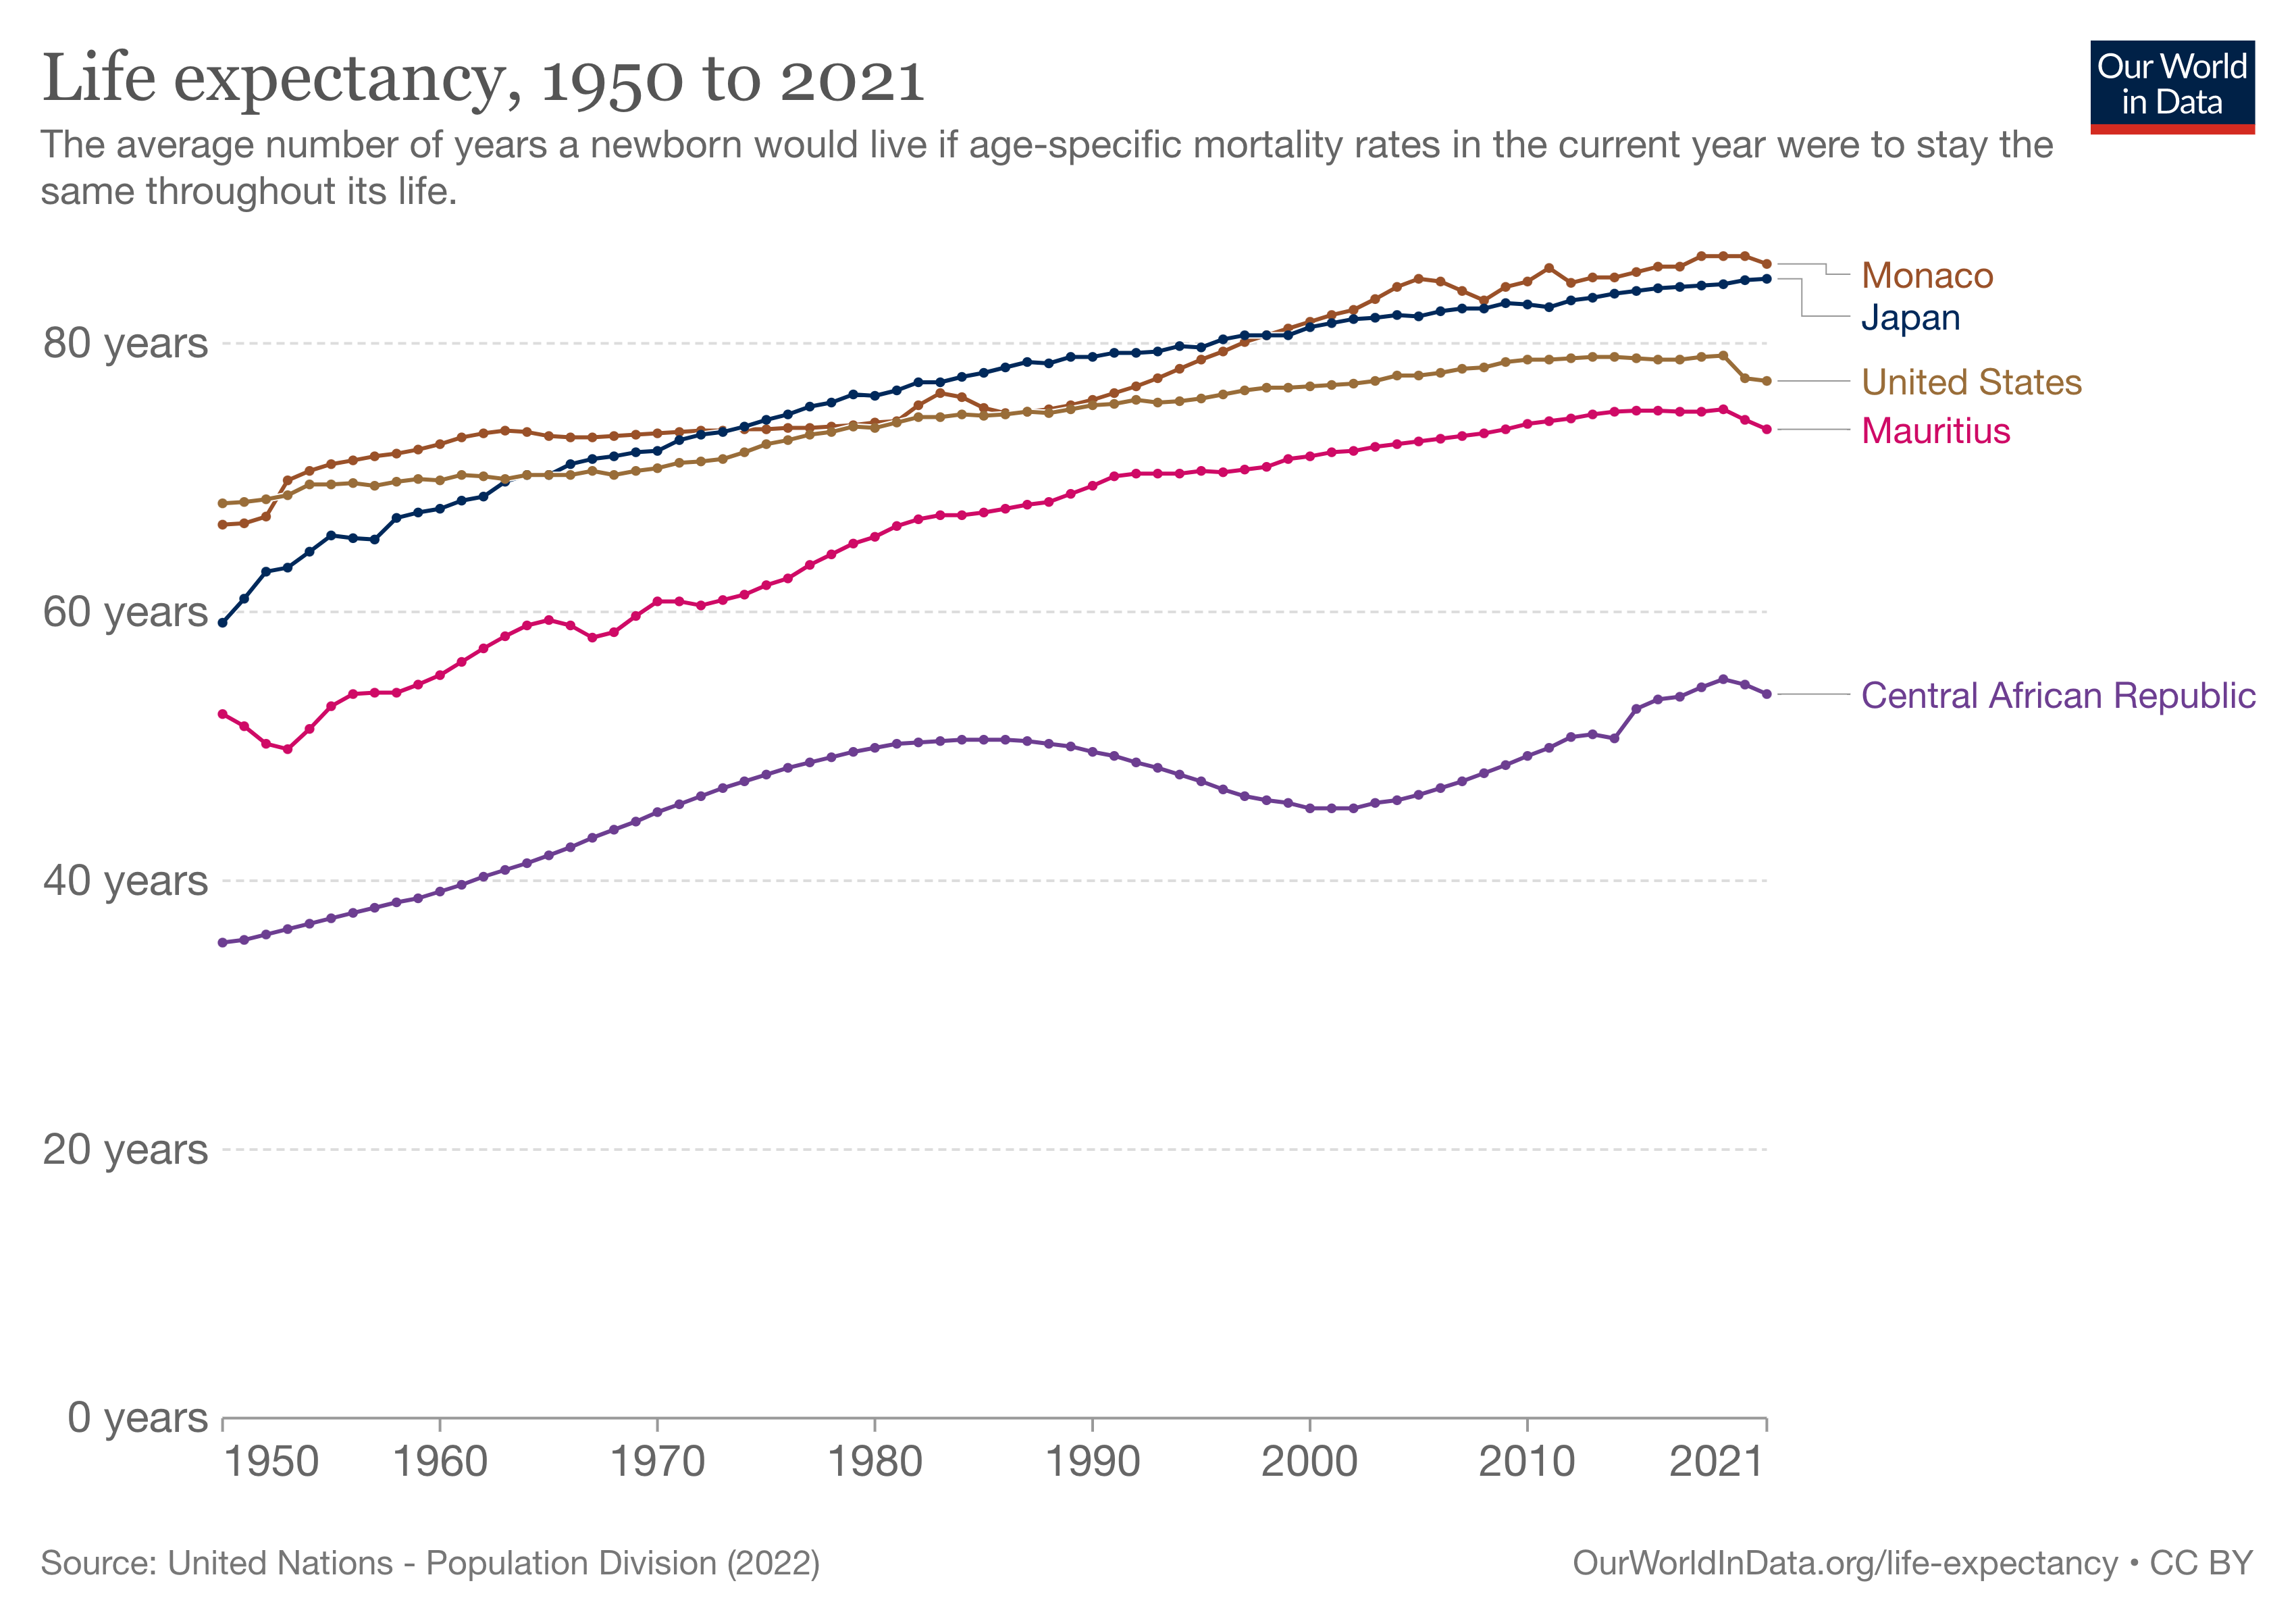 Life expectancy, 1950 to 2021
Our World
in Data
The average number of years a newborn would live if age-specific mortality rates in the current year were to stay the
same throughout its life.
Monaco
Japan
80 years
United States
Mauritius
60 years
Central African Republic
40 years
20 years
0 years
1950 1960 1970 1980 1990 2000 2010 2021
Source: United Nations - Population Division (2022)
OurWorldInData.org/life-expectancy • CC BY